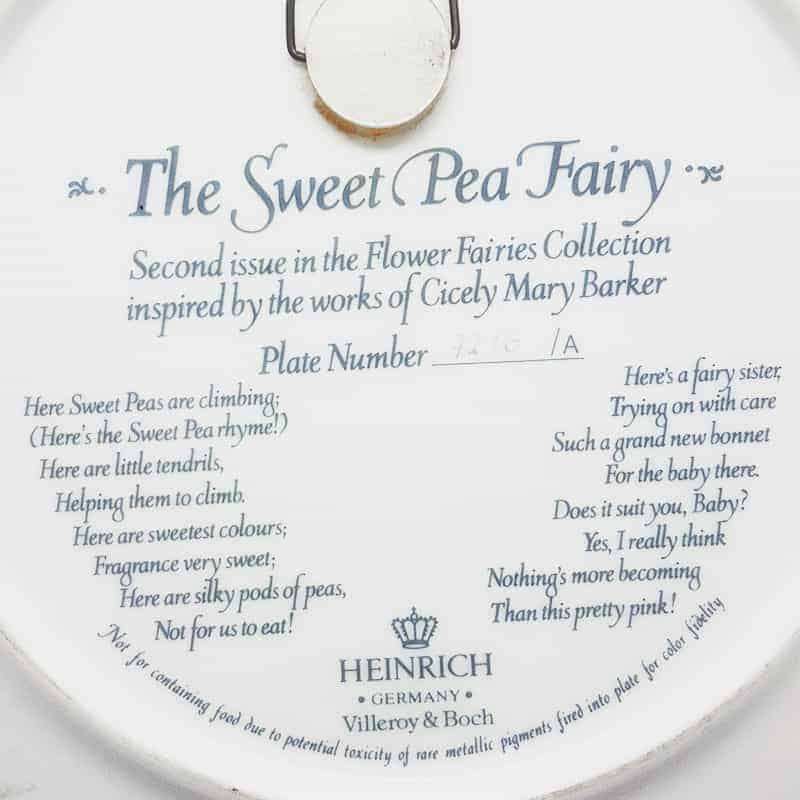 The Sweet Pea Fairy
Second issue in the Flower Fairies Collection
inspired by the works of Cicely Mary Barker
Plate Number /A
Here Sweet Peas are climbing;
(Here's the Sweet Pea rhyme!)
Here are little tendrils,
Helping them to climb.
Here are sweetest colours;
Fragrance very sweet;
Here are silky pods of peas,
Not for us to eat!
Here's a fairy sister,
Trying on with care
Such a grand new bonnet
For the baby there.
Does it suit you, Baby?
Yes, I really think
Nothing's more becoming
Than this pretty pink!
HEINRICH
• GERMANY •
Villeroy & Boch
Not for containing food due to potential toxicity of rare metallic pigments fired into plate for color fidelity